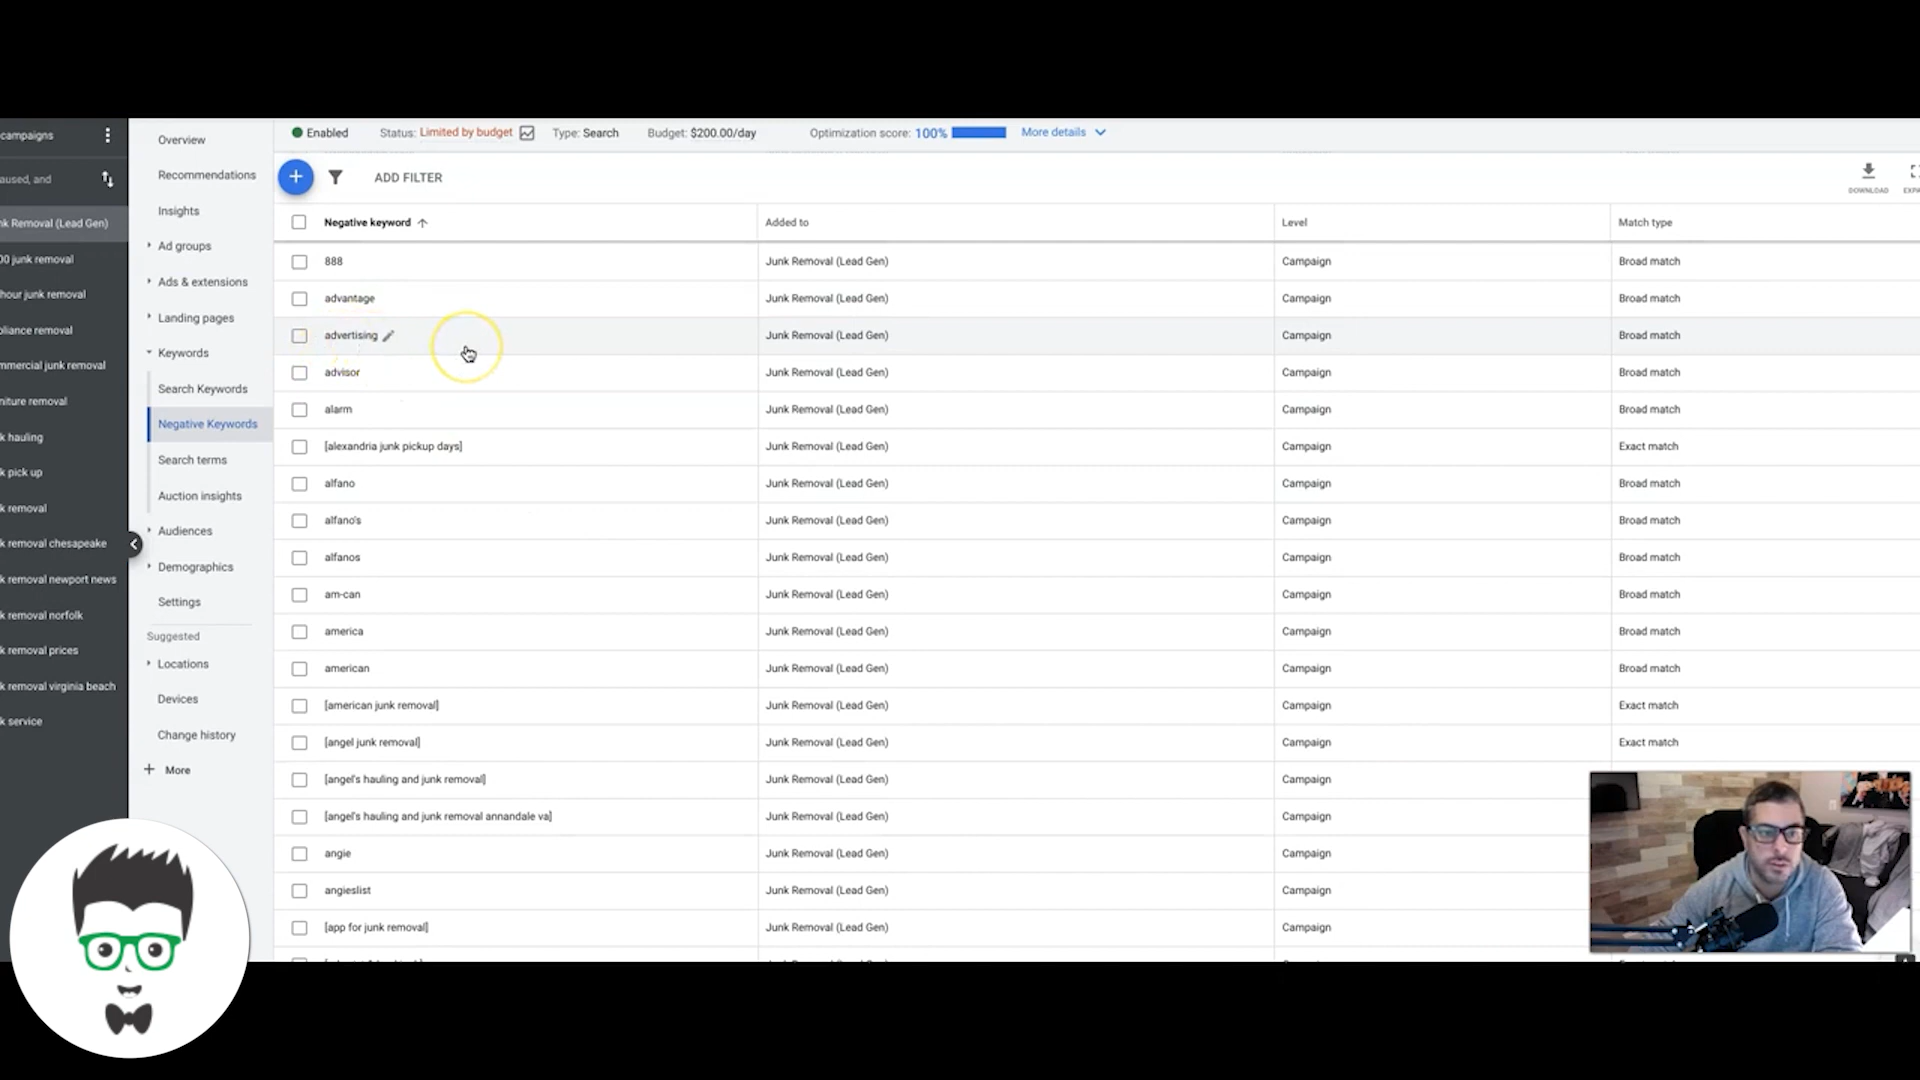 campaigns
aused, and
nk Removal (Lead Gen)
00 junk removal
hour junk removal
pliance removal
mmercial junk removal
niture removal
k hauling
k pick up
k removal
k removal chesapeake
k removal newport news
k removal norfolk
k removal prices
k removal virginia beach
k service
Overview
Recommendations
Insights
Ad groups
Ads & extensions
Landing pages
Keywords
Search Keywords
Negative Keywords
Search terms
Auction insights
Audiences
Demographics
Settings
Suggested
Locations
Devices
Change history
+ More
Enabled Status: Limited by budget Type: Search Budget: $200.00/day Optimization score: 100% More details
+ ADD FILTER DOWNLOAD EXPA
Negative keyword Added to Level Match type
888 Junk Removal (Lead Gen) Campaign Broad match
advantage Junk Removal (Lead Gen) Campaign Broad match
advertising Junk Removal (Lead Gen) Campaign Broad match
advisor Junk Removal (Lead Gen) Campaign Broad match
alarm Junk Removal (Lead Gen) Campaign Broad match
[alexandria junk pickup days] Junk Removal (Lead Gen) Campaign Exact match
alfano Junk Removal (Lead Gen) Campaign Broad match
alfano's Junk Removal (Lead Gen) Campaign Broad match
alfanos Junk Removal (Lead Gen) Campaign Broad match
am-can Junk Removal (Lead Gen) Campaign Broad match
america Junk Removal (Lead Gen) Campaign Broad match
american Junk Removal (Lead Gen) Campaign Broad match
[american junk removal] Junk Removal (Lead Gen) Campaign Exact match
[angel junk removal] Junk Removal (Lead Gen) Campaign Exact match
[angel's hauling and junk removal] Junk Removal (Lead Gen) Campaign
[angel's hauling and junk removal annandale va] Junk Removal (Lead Gen) Campaign
angie Junk Removal (Lead Gen) Campaign
angieslist Junk Removal (Lead Gen) Campaign
[app for junk removal] Junk Removal (Lead Gen) Campaign